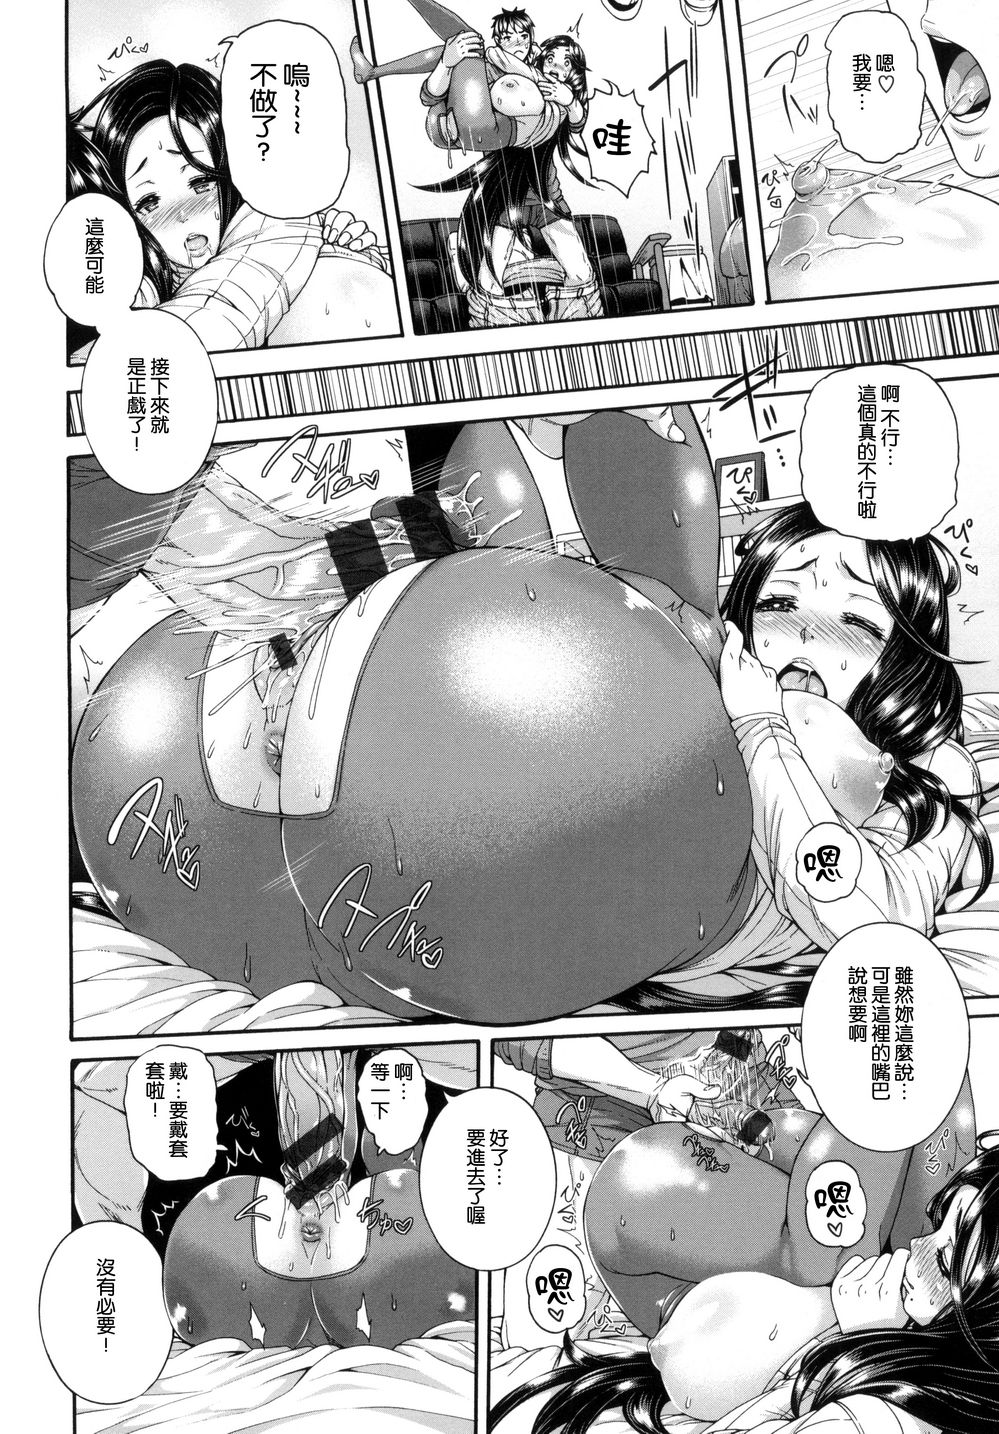 嗯♡
我要…
哇
嗚~~~
不做了？
這麼可能
接下來就
是正戲了！
啊 不行…
這個真的不行啦
嗯
雖然妳這麼說…
可是這裡的嘴巴
說想要啊
嗯
嗯
好了…
要進去了喔
啊…
等一下
戴…要戴套
套啦！
沒有必要！